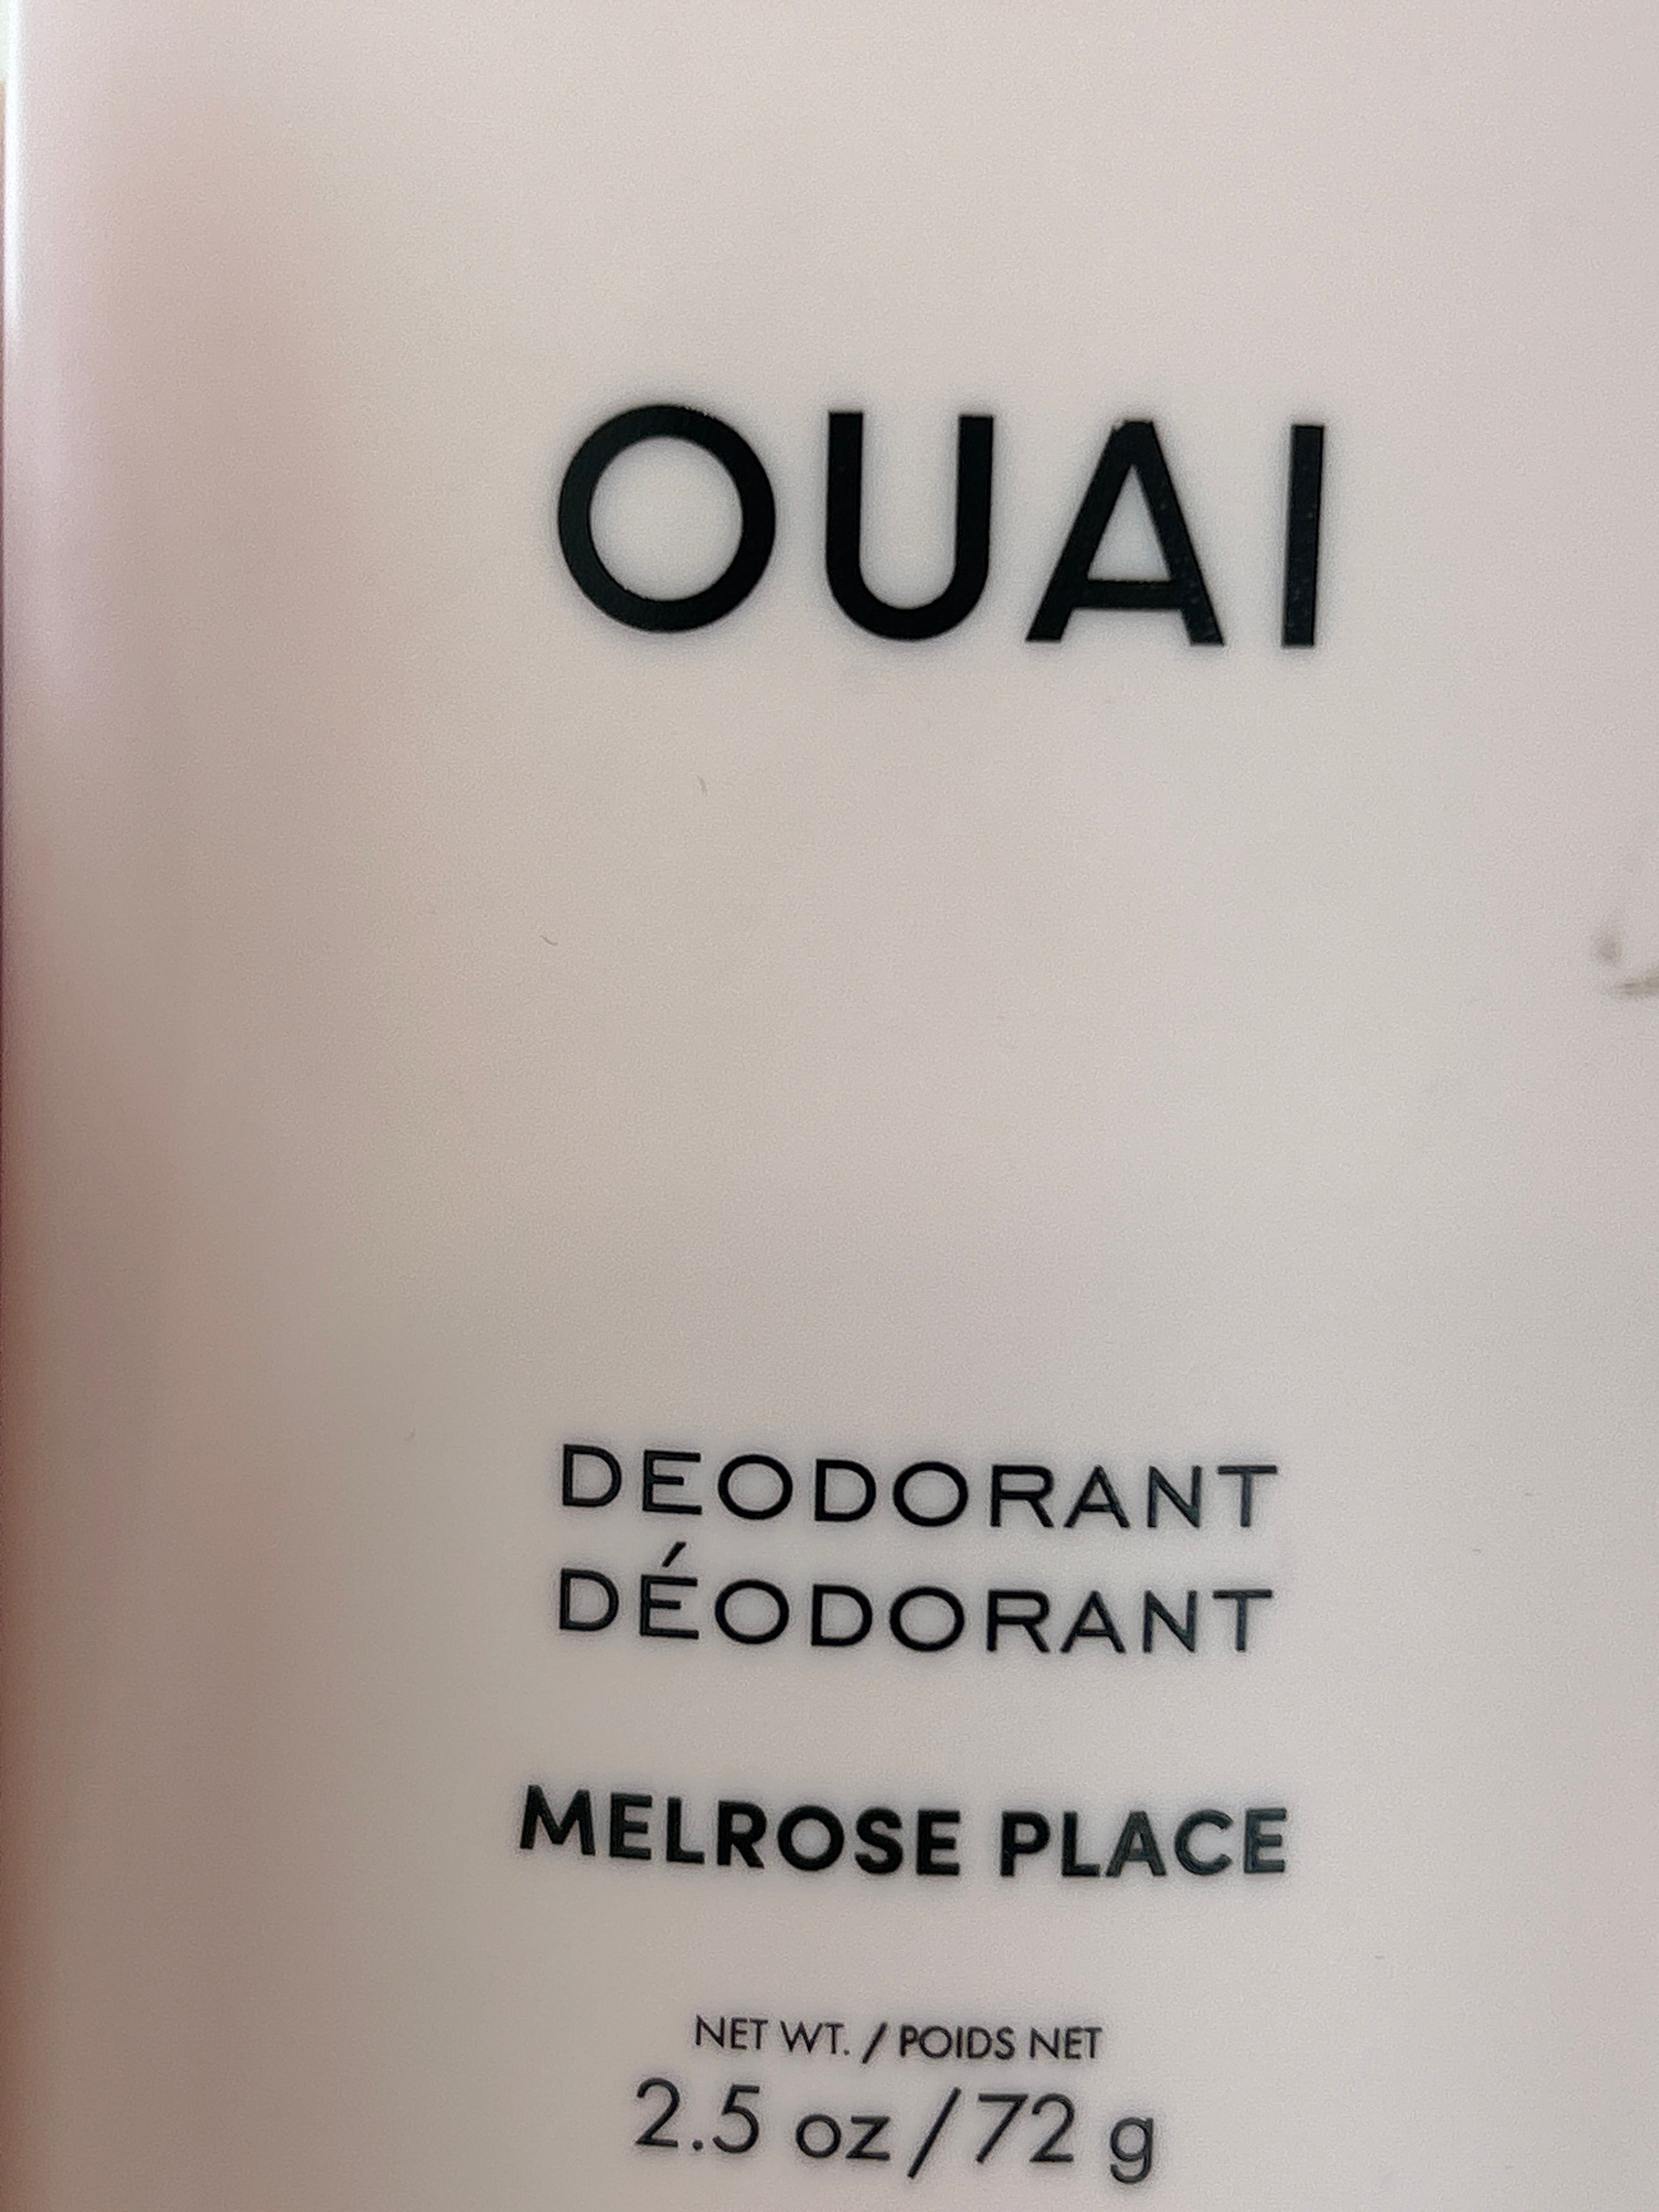 OUAI
DEODORANT
DÉODORANT
MELROSE PLACE
NET WT. / POIDS NET
2.5 oz / 72 g